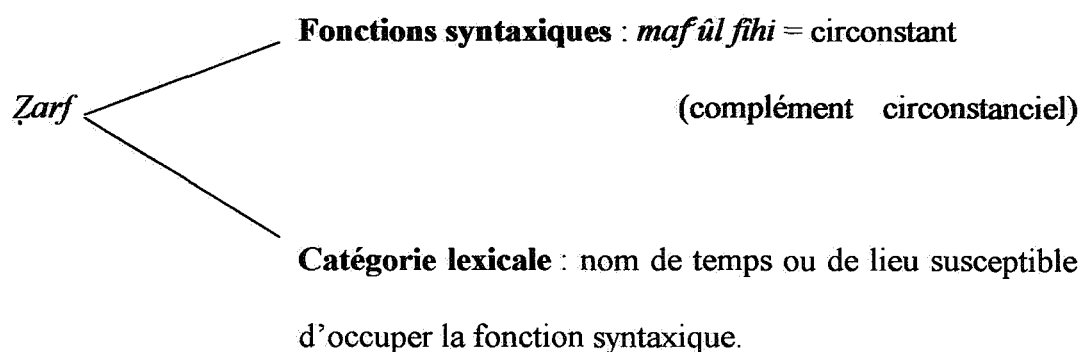 Fonctions syntaxiques : maf‘ûl fîhi = circonstant
Ẓarf
(complément circonstanciel)
Catégorie lexicale : nom de temps ou de lieu susceptible
d’occuper la fonction syntaxique.